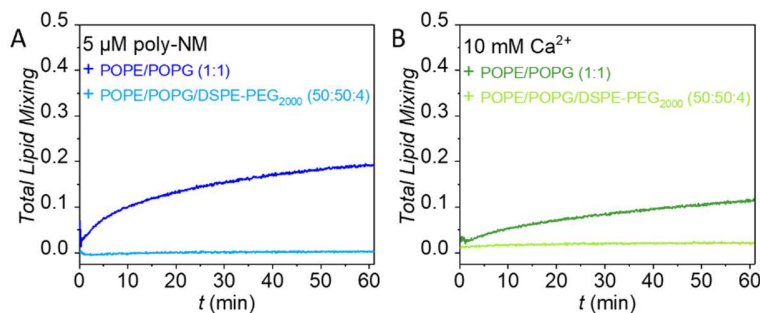 A
5 µM poly-NM
+ POPE/POPG (1:1)
+ POPE/POPG/DSPE-PEG₂₀₀₀ (50:50:4)
Total Lipid Mixing
0.5
0.4
0.3
0.2
0.1
0.0
0 10 20 30 40 50 60
t (min)
B
10 mM Ca²⁺
+ POPE/POPG (1:1)
+ POPE/POPG/DSPE-PEG₂₀₀₀ (50:50:4)
Total Lipid Mixing
0.5
0.4
0.3
0.2
0.1
0.0
0 10 20 30 40 50 60
t (min)